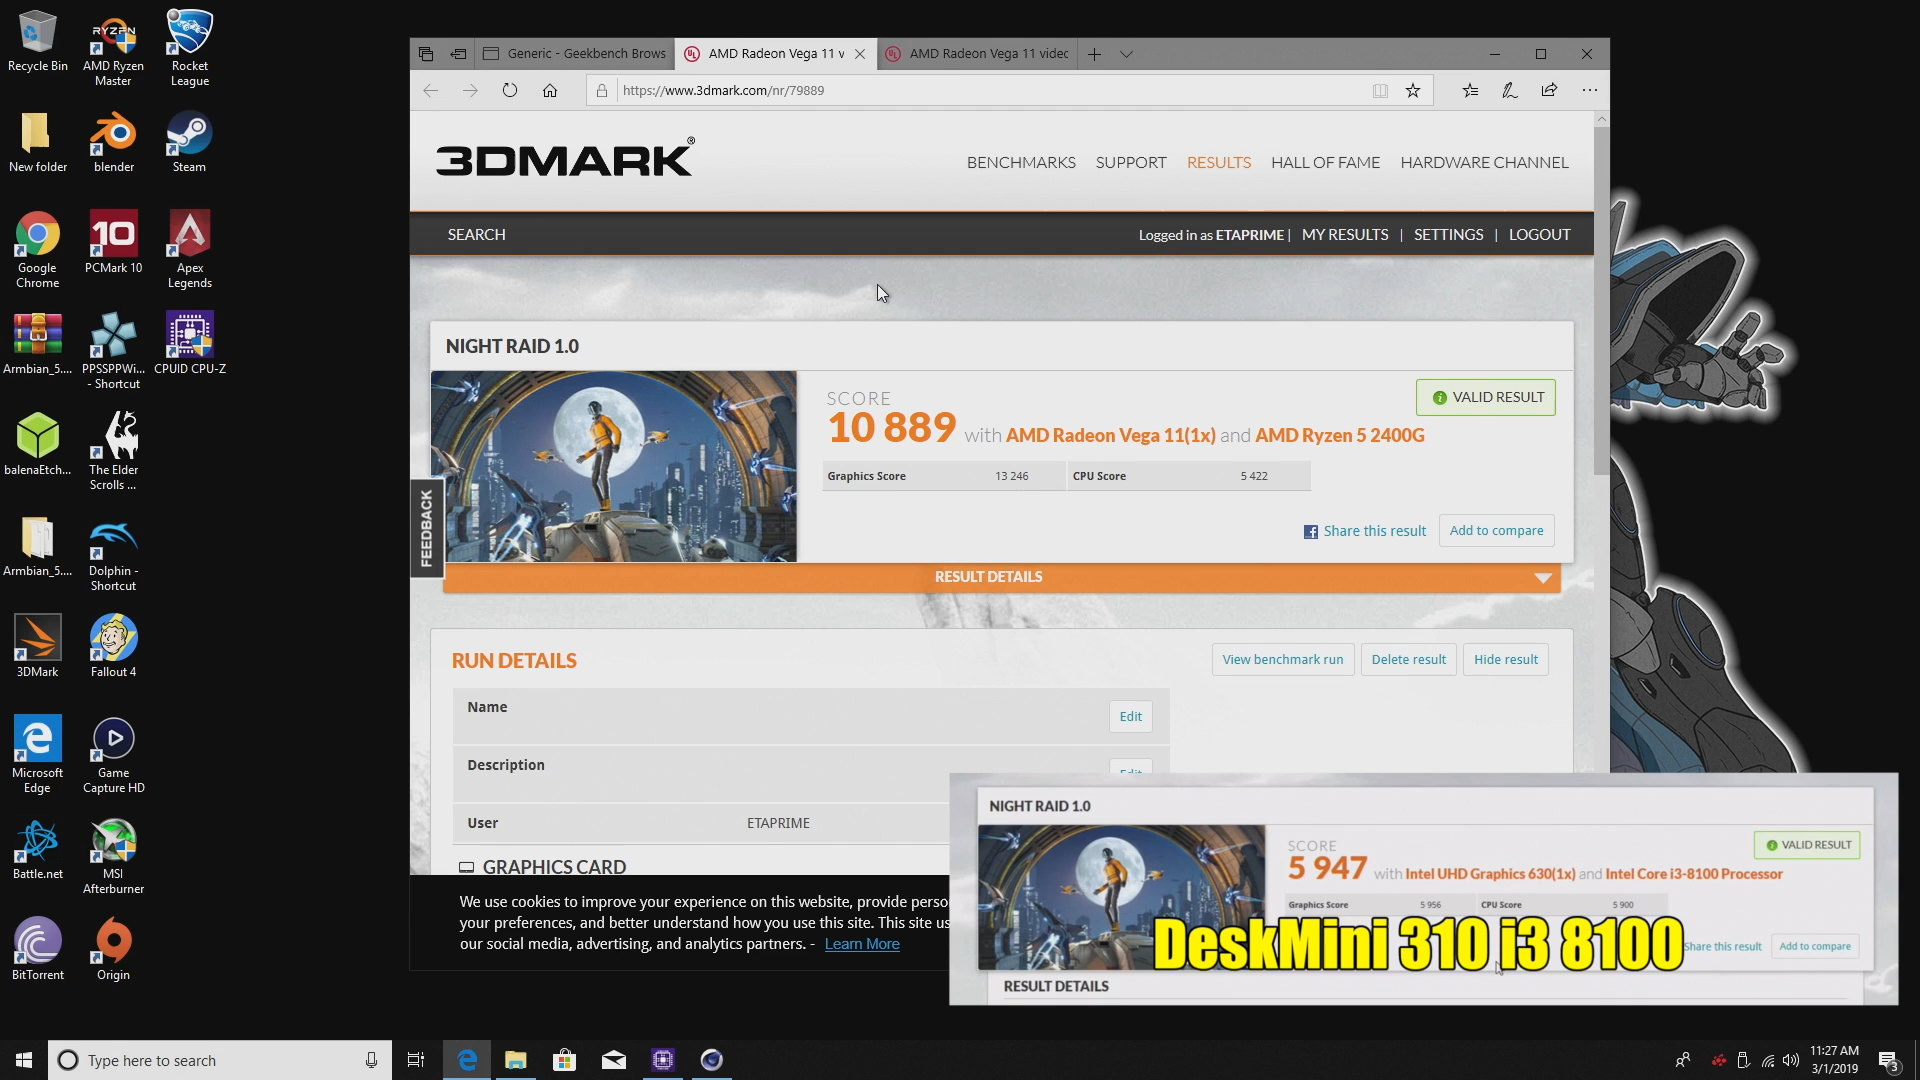 Recycle Bin
AMD Ryzen
Master
Rocket
League
New folder
blender
Steam
Google
Chrome
10
PCMark 10
Apex
Legends
Armbian_5....
PPSSPPWi...
- Shortcut
CPUID CPU-Z
balenaEtch...
The Elder
Scrolls ...
Armbian_5....
Dolphin -
Shortcut
3DMark
Fallout 4
Microsoft
Edge
Game
Capture HD
Battle.net
MSI
Afterburner
BitTorrent
Origin
Generic - Geekbench Brows
AMD Radeon Vega 11 v
AMD Radeon Vega 11 videc
https://www.3dmark.com/nr/79889
3DMARK®
BENCHMARKS SUPPORT RESULTS HALL OF FAME HARDWARE CHANNEL
SEARCH
Logged in as ETAPRIME | MY RESULTS | SETTINGS | LOGOUT
NIGHT RAID 1.0
SCORE
VALID RESULT
10 889 with AMD Radeon Vega 11(1x) and AMD Ryzen 5 2400G
Graphics Score 13 246 CPU Score 5 422
FEEDBACK
Share this result Add to compare
RESULT DETAILS
RUN DETAILS
View benchmark run Delete result Hide result
Name
Edit
Description
Edit
User ETAPRIME
GRAPHICS CARD
We use cookies to improve your experience on this website, provide perso
your preferences, and better understand how you use this site. This site us
our social media, advertising, and analytics partners. - Learn More
NIGHT RAID 1.0
SCORE
VALID RESULT
5 947 with Intel UHD Graphics 630(1x) and Intel Core i3-8100 Processor
Graphics Score 5 956 CPU Score 5 900
DeskMini 310 i3 8100
Share this result Add to compare
RESULT DETAILS
Type here to search
11:27 AM
3/1/2019
3